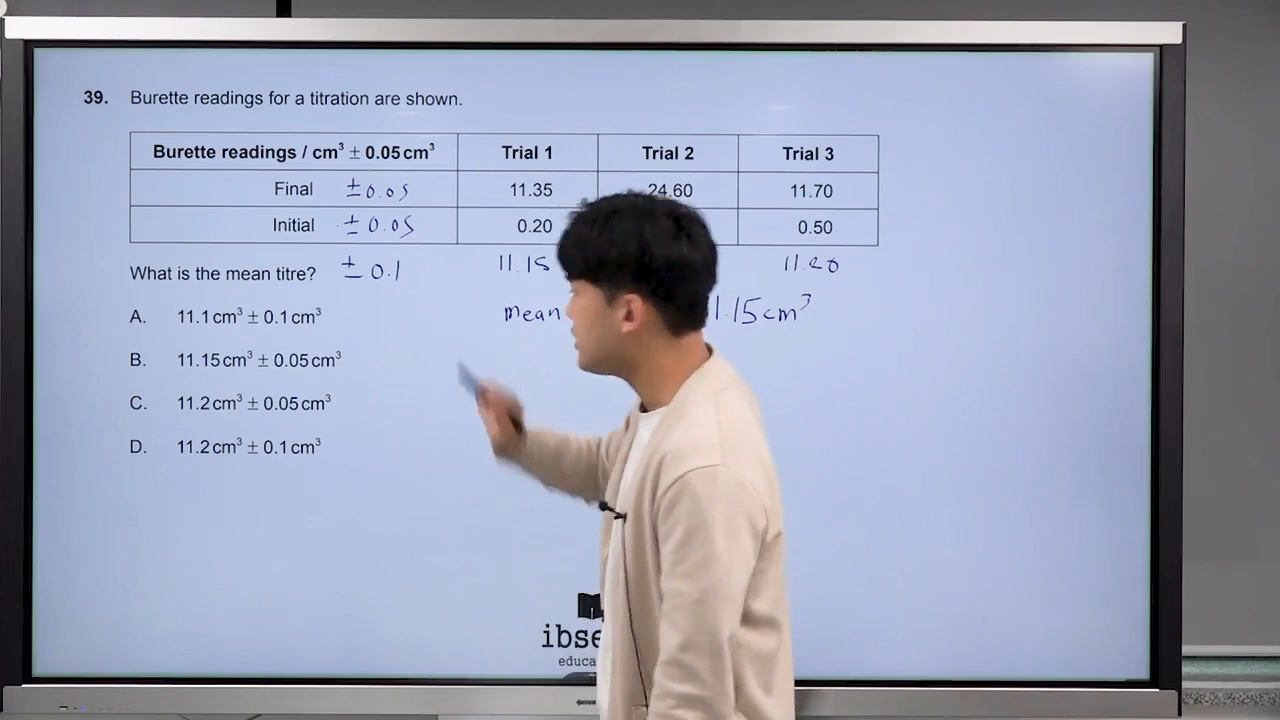 39. Burette readings for a titration are shown.
Burette readings / cm³ ± 0.05 cm³ Trial 1 Trial 2 Trial 3
Final ±0.05 11.35 24.60 11.70
Initial ±0.05 0.20 0.50
What is the mean titre? ±0.1 11.15 11.20
A. 11.1 cm³ ± 0.1 cm³ mean .15 cm³
B. 11.15 cm³ ± 0.05 cm³
C. 11.2 cm³ ± 0.05 cm³
D. 11.2 cm³ ± 0.1 cm³